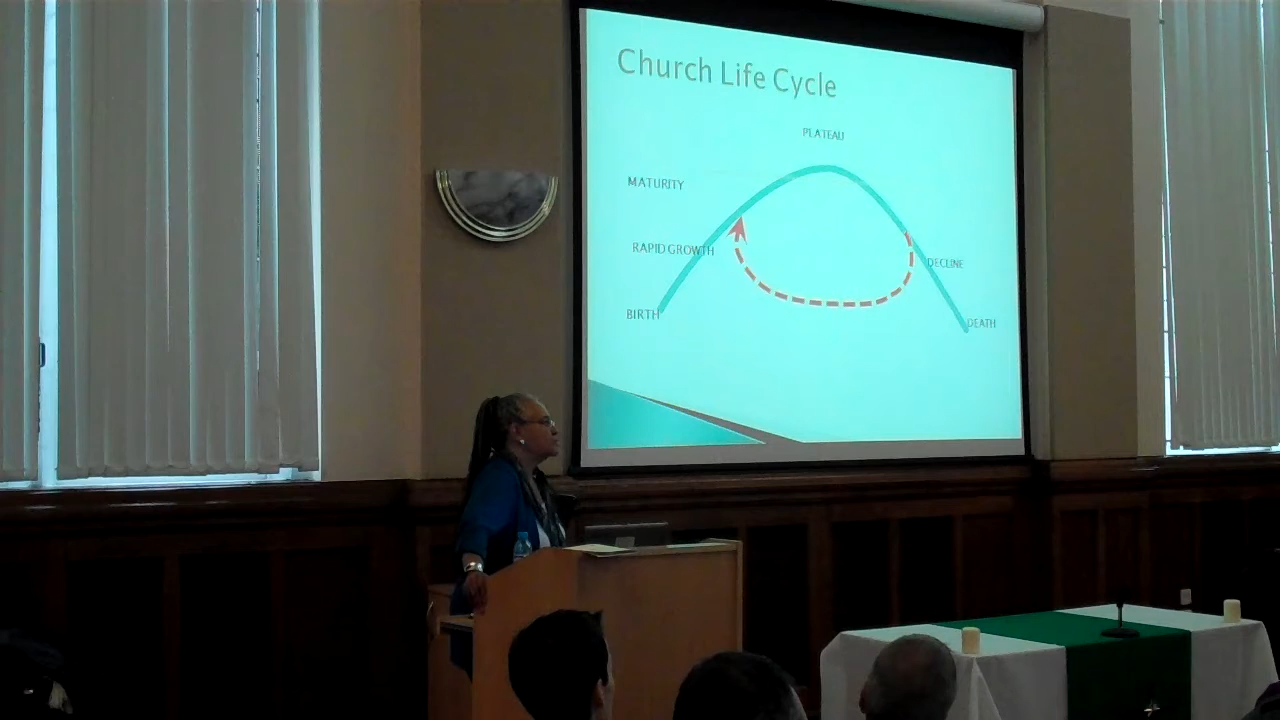 Church Life Cycle
PLATEAU
MATURITY
RAPID GROWTH
DECLINE
BIRTH
DEATH